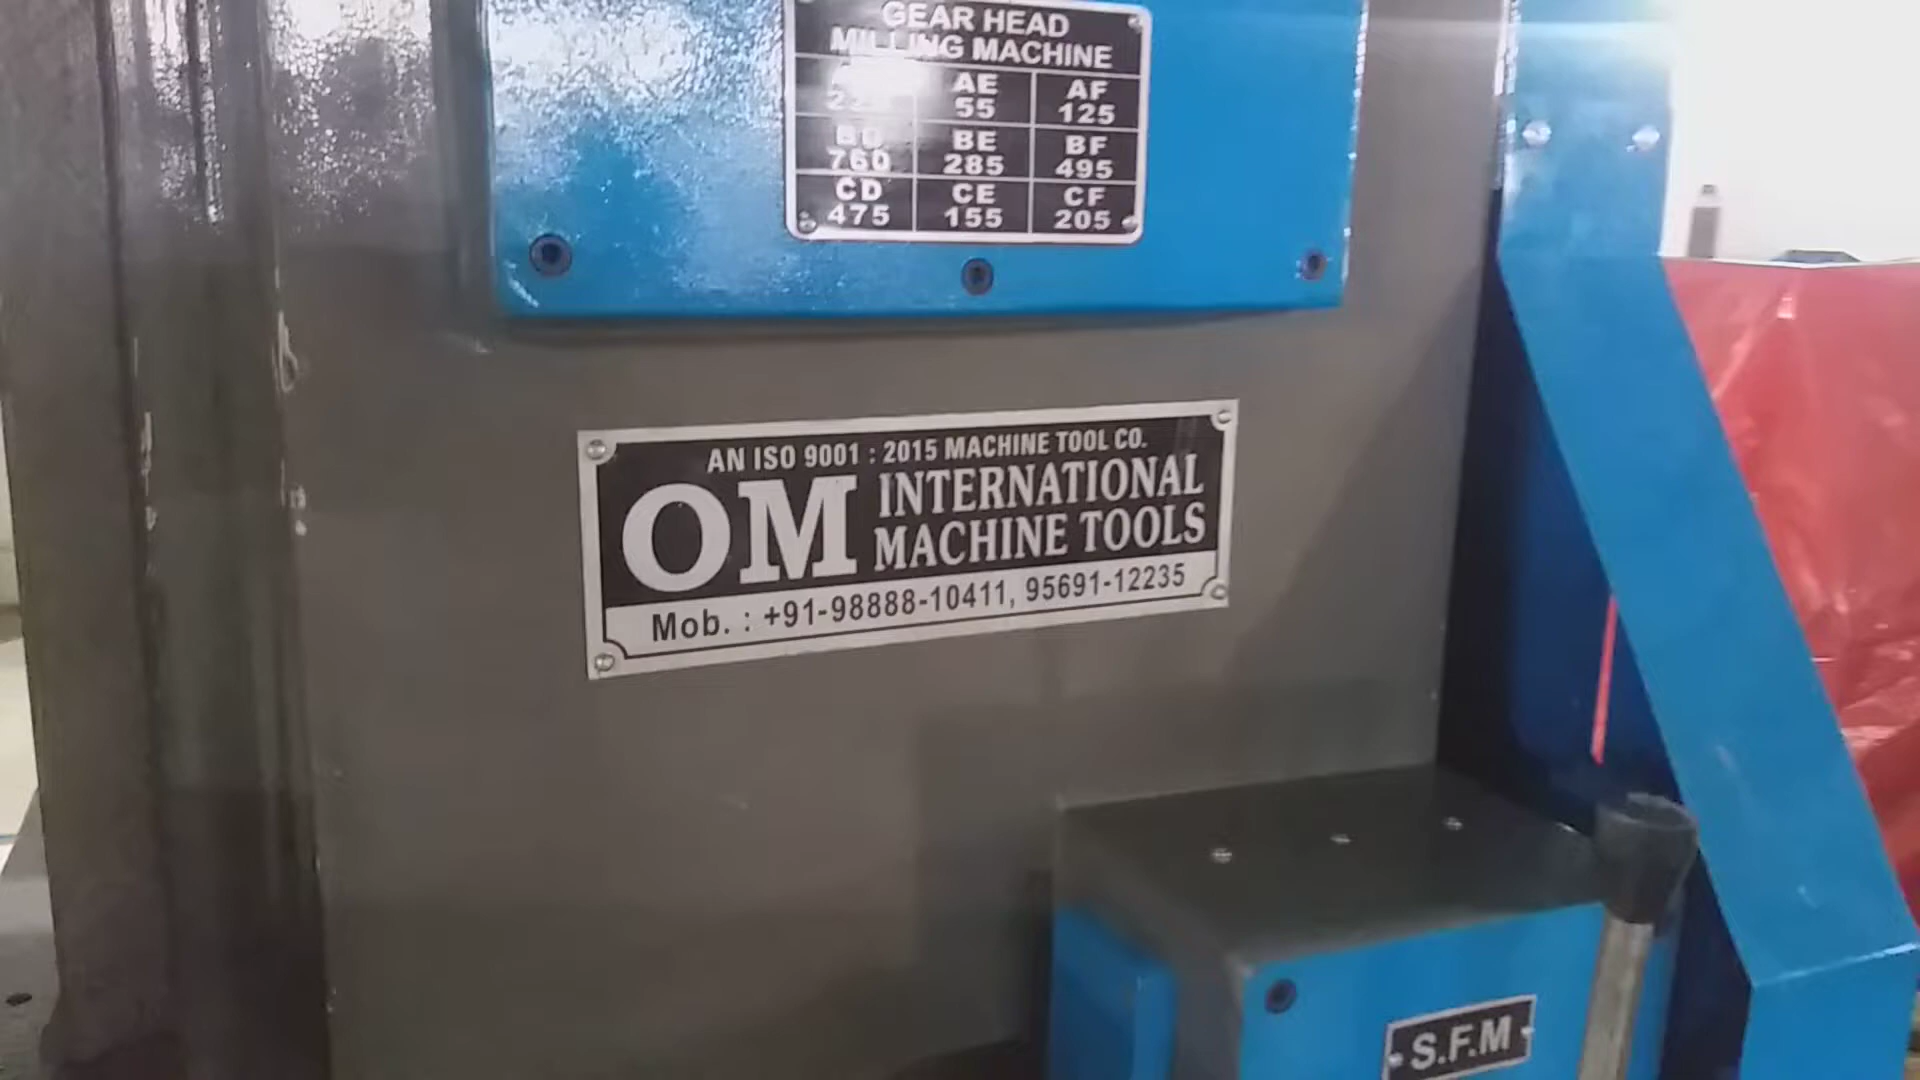 GEAR HEAD
MILLING MACHINE
AE AF
55 125
BE BF
760 285 495
CD CE CF
475 155 205
AN ISO 9001 : 2015 MACHINE TOOL CO.
OM INTERNATIONAL
MACHINE TOOLS
Mob. : +91-98888-10411, 95691-12235
S.F.M